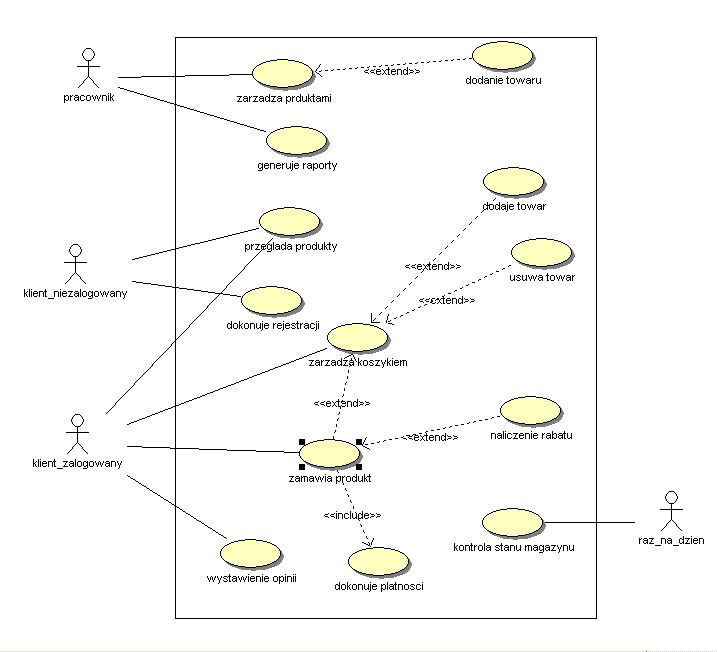 <<extend>>
dodanie towaru
pracownik
zarzadza prduktami
generuje raporty
dodaje towar
przeglada produkty
klient_niezalogowany
<<extend>>
usuwa towar
<<extend>>
dokonuje rejestracji
zarzadza koszykiem
<<extend>>
naliczenie rabatu
<<extend>>
klient_zalogowany
zamawia produkt
<<include>>
kontrola stanu magazynu
raz_na_dzien
wystawienie opinii
dokonuje platnosci